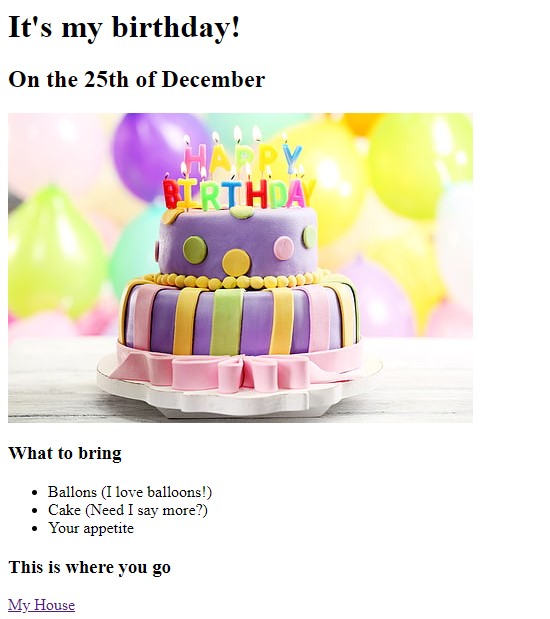 It's my birthday!
On the 25th of December
HAPPY
BIRTHDAY
What to bring
Ballons (I love balloons!)
Cake (Need I say more?)
Your appetite
This is where you go
My House